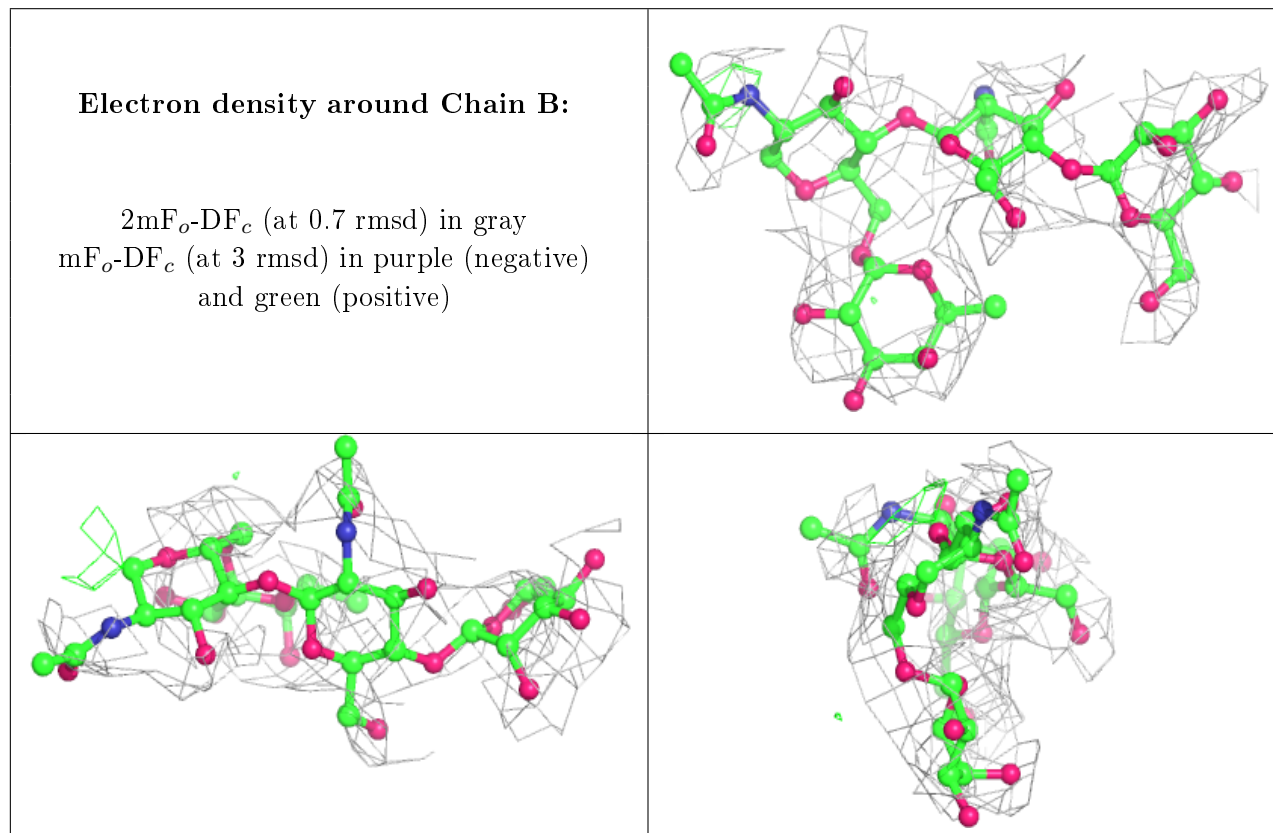 Electron density around Chain B:
2mFo-DFc (at 0.7 rmsd) in gray
mFo-DFc (at 3 rmsd) in purple (negative)
and green (positive)